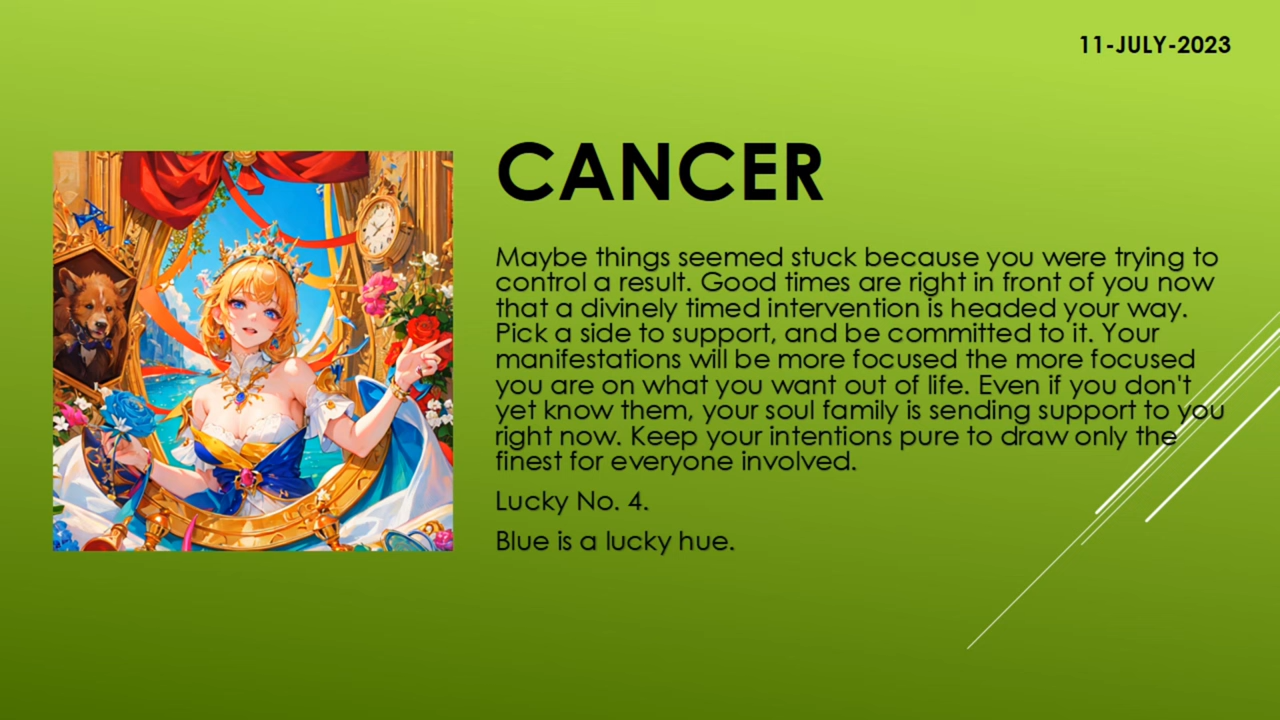 11-JULY-2023
CANCER
Maybe things seemed stuck because you were trying to
control a result. Good times are right in front of you now
that a divinely timed intervention is headed your way.
Pick a side to support, and be committed to it. Your
manifestations will be more focused the more focused
you are on what you want out of life. Even if you don't
yet know them, your soul family is sending support to you
right now. Keep your intentions pure to draw only the
finest for everyone involved.
Lucky No. 4.
Blue is a lucky hue.